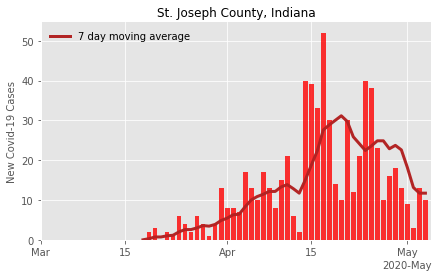 St. Joseph County, Indiana
7 day moving average
New Covid-19 Cases
50
40
30
20
10
0
Mar 15 Apr 15 May
2020-May